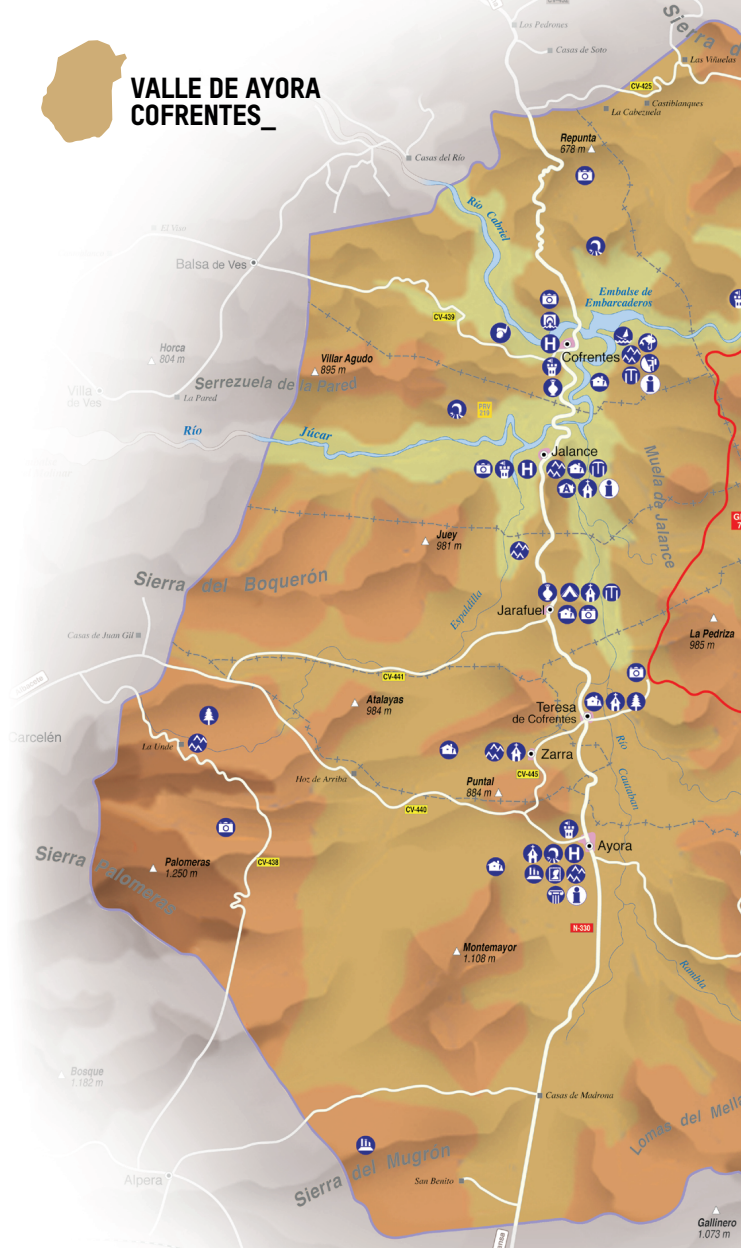 VALLE DE AYORA
COFRENTES_
Los Pedrones
Casas de Soto
Sierra d
Las Viñuelas
CV-425
Castiblanques
La Cabezuela
Repunta
678 m
Casas del Río
Río Cabriel
El Viso
Balsa de Ves
Embalse de
Embarcaderos
CV-439
Cofrentes
Horca
804 m
Villar Agudo
895 m
Serrezuela de la Pared
Villa
de Ves
La Pared
FRV
213
Río
Júcar
Jalance
Muela de Jalance
Juey
981 m
Sierra del Boquerón
Espaldilla
Jarafuel
Casas de Juan Gil
La Pedriza
985 m
CV-441
Atalayas
984 m
Teresa
de Cofrentes
Carcelén
La Unde
Río
Cautaban
Zarra
CV-445
Hoz de Arriba
Puntal
884 m
CV-440
Ayora
Sierra Palomeras
Palomeras
1.250 m
CV-438
N-330
Montemayor
1.108 m
Rambla
Bosque
1.182 m
Casas de Madrona
Lomas del Mella
Sierra del Mugrón
San Benito
Alpera
Gallinero
1.073 m